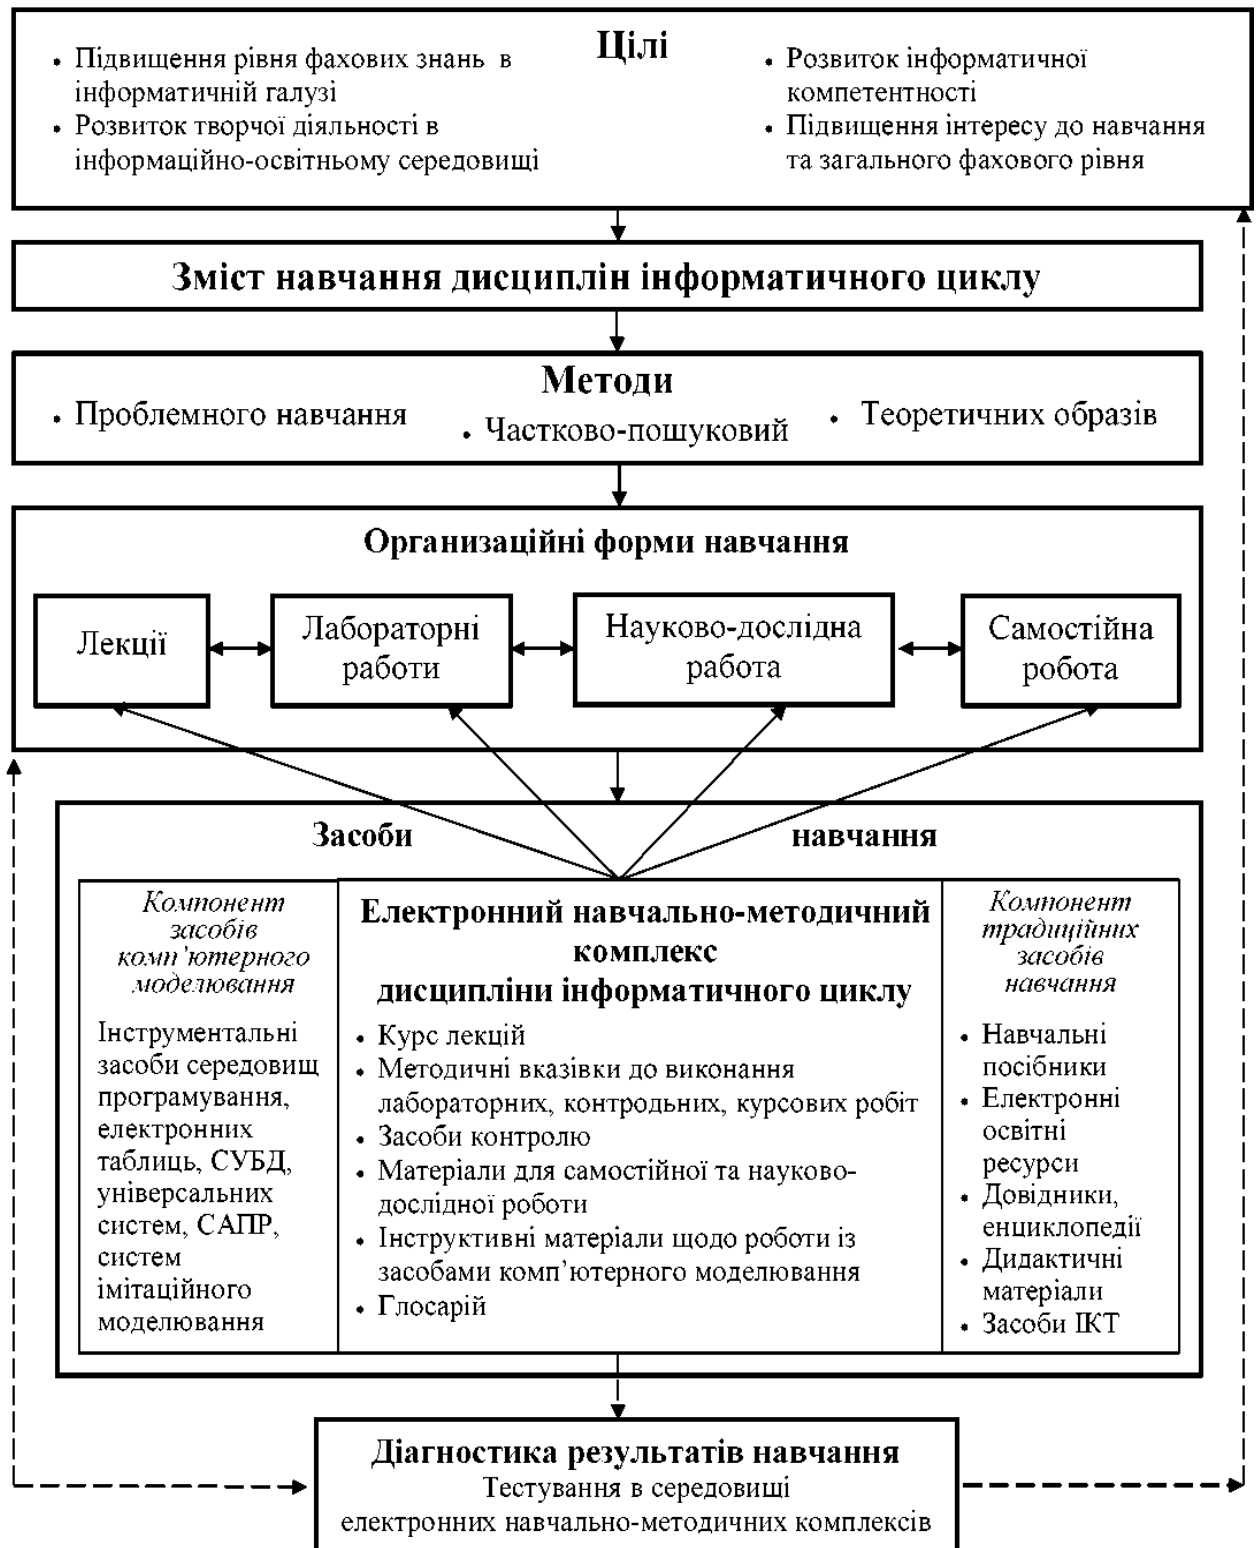 Цілі
• Підвищення рівня фахових знань в
інформатичній галузі
• Розвиток творчої діяльності в
інформаційно-освітньому середовищі
• Розвиток інформатичної
компетентності
• Підвищення інтересу до навчання
та загального фахового рівня
Зміст навчання дисциплін інформатичного циклу
Методи
• Проблемного навчання
• Частково-пошуковий
• Теоретичних образів
Организаційні форми навчання
Лекції
Лабораторні
работи
Науково-дослідна
работа
Самостійна
робота
Засоби навчання
Компонент
засобів
комп’ютерного
моделювання
Інструментальні
засоби середовищ
програмування,
електронних
таблиць, СУБД,
універсальних
систем, САПР,
систем
імітаційного
моделювання
Електронний навчально-методичний
комплекс
дисципліни інформатичного циклу
• Курс лекцій
• Методичні вказівки до виконання
лабораторних, контродьних, курсових робіт
• Засоби контролю
• Матеріали для самостійної та науково-
дослідної роботи
• Інструктивні матеріали щодо роботи із
засобами комп’ютерного моделювання
• Глосарій
Компонент
традиційних
засобів
навчання
• Навчальні
посібники
• Електронні
освітні
ресурси
• Довідники,
енциклопедії
• Дидактичні
матеріали
• Засоби ІКТ
Діагностика результатів навчання
Тестування в середовищі
електронних навчально-методичних комплексів